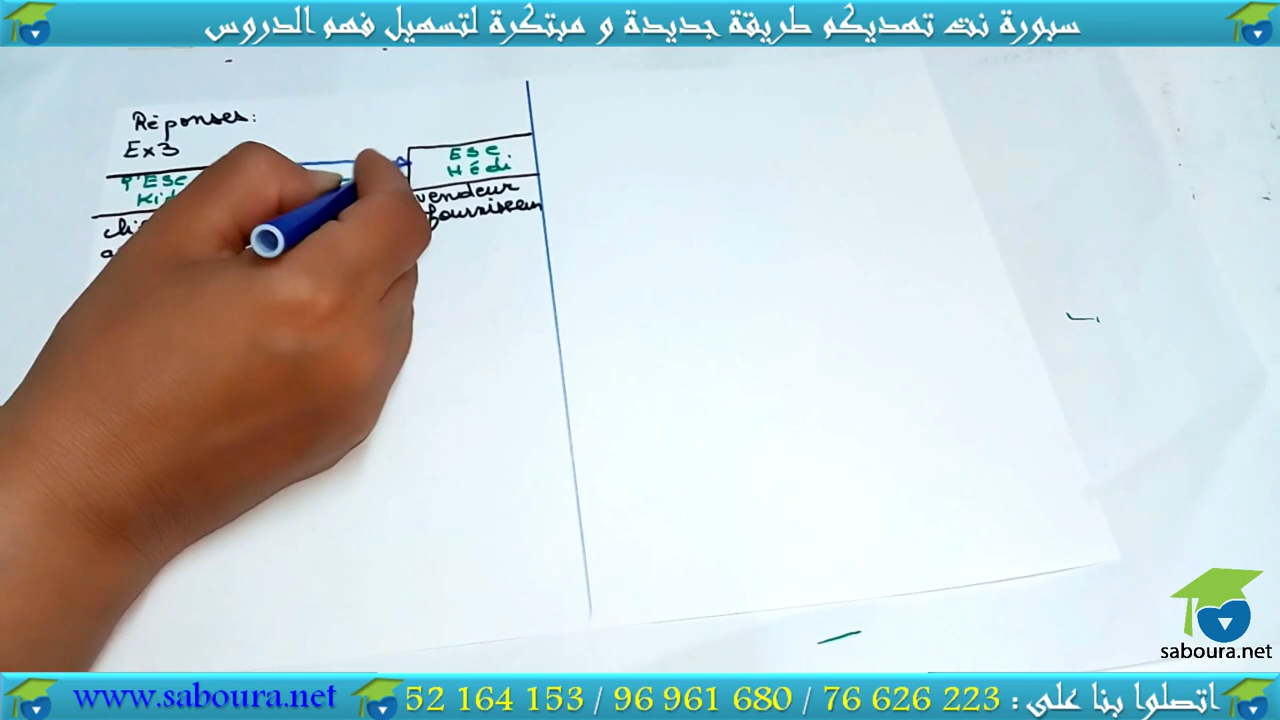 سبورة نت تهديكم طريقة جديدة و مبتكرة لتسهيل فهم الدروس
Réponses:
Ex3
ESC
Hédi
vendeur
fournisseur
saboura.net
www.saboura.net
52 164 153 / 96 961 680 / 76 626 223 : اتصلوا بنا على